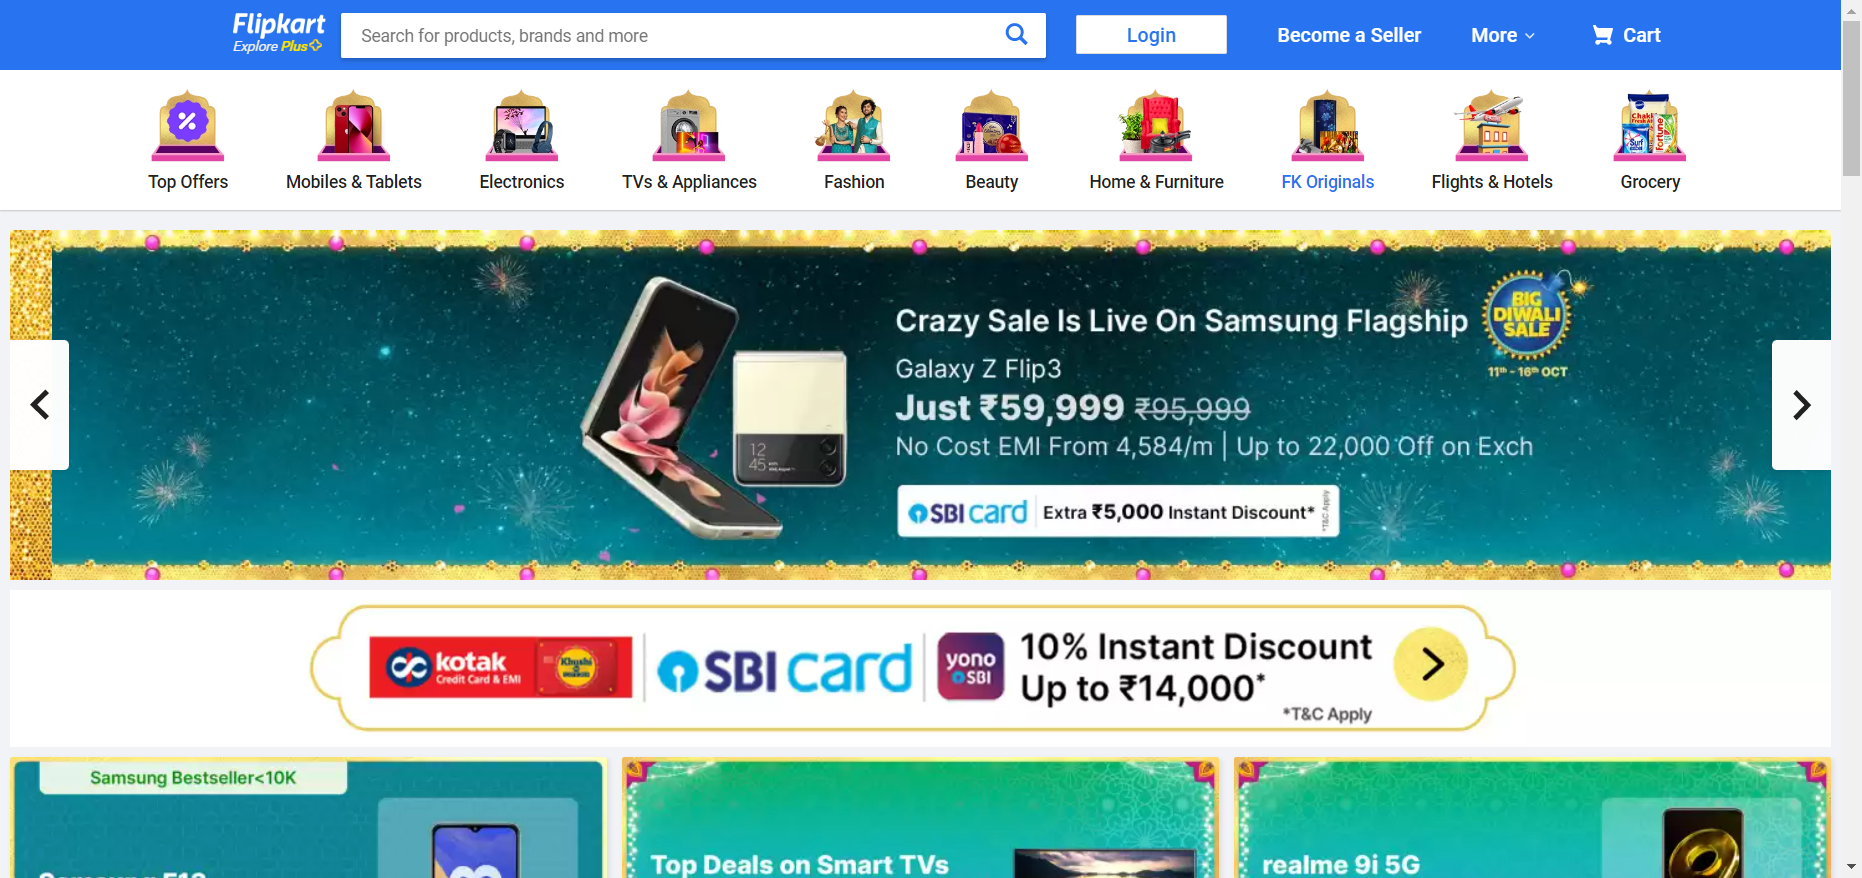 Flipkart
Explore Plus
Search for products, brands and more
Login
Become a Seller
More
Cart
Top Offers
Mobiles & Tablets
Electronics
TVs & Appliances
Fashion
Beauty
Home & Furniture
FK Originals
Flights & Hotels
Grocery
Crazy Sale Is Live On Samsung Flagship
BIG
DIWALI
SALE
11th - 16th OCT
Galaxy Z Flip3
Just ₹59,999 ₹95,999
No Cost EMI From 4,584/m | Up to 22,000 Off on Exch
12
45
SBI card Extra ₹5,000 Instant Discount*
*T&C Apply
kotak
Credit Card & EMI
SBI card
yono
SBI
10% Instant Discount
Up to ₹14,000*
*T&C Apply
Samsung Bestseller<10K
Top Deals on Smart TVs
realme 9i 5G